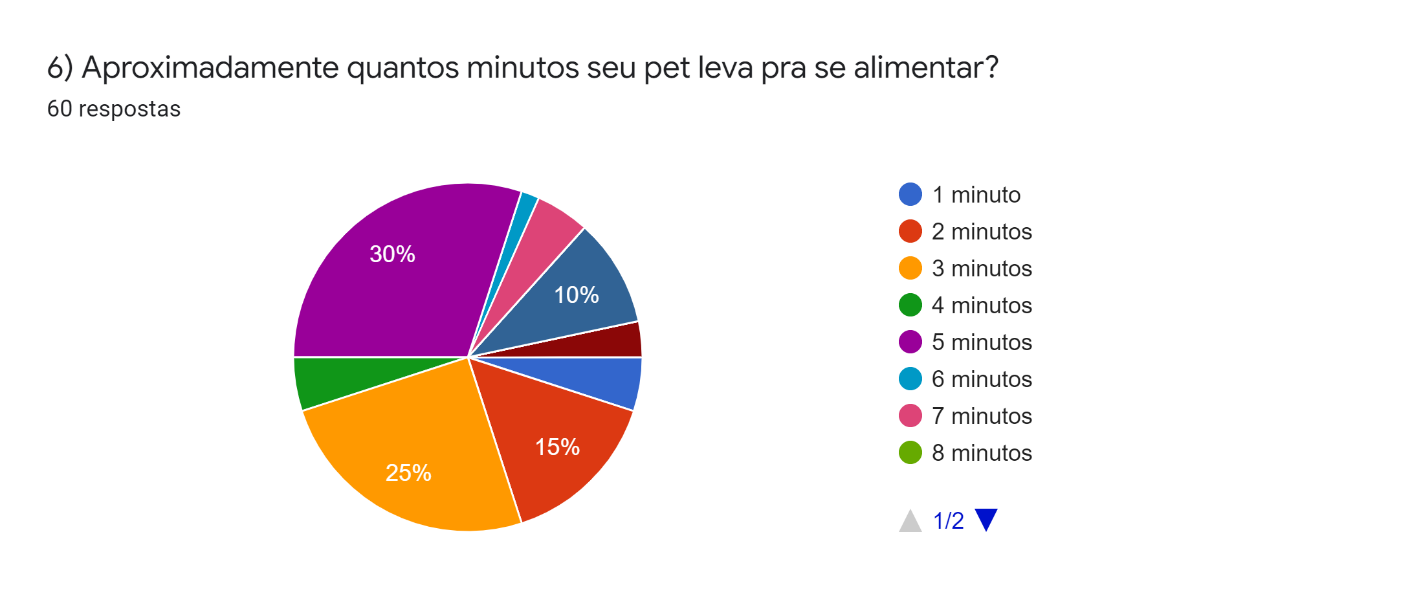 6) Aproximadamente quantos minutos seu pet leva pra se alimentar?
60 respostas
30%
10%
15%
25%
1 minuto
2 minutos
3 minutos
4 minutos
5 minutos
6 minutos
7 minutos
8 minutos
1/2